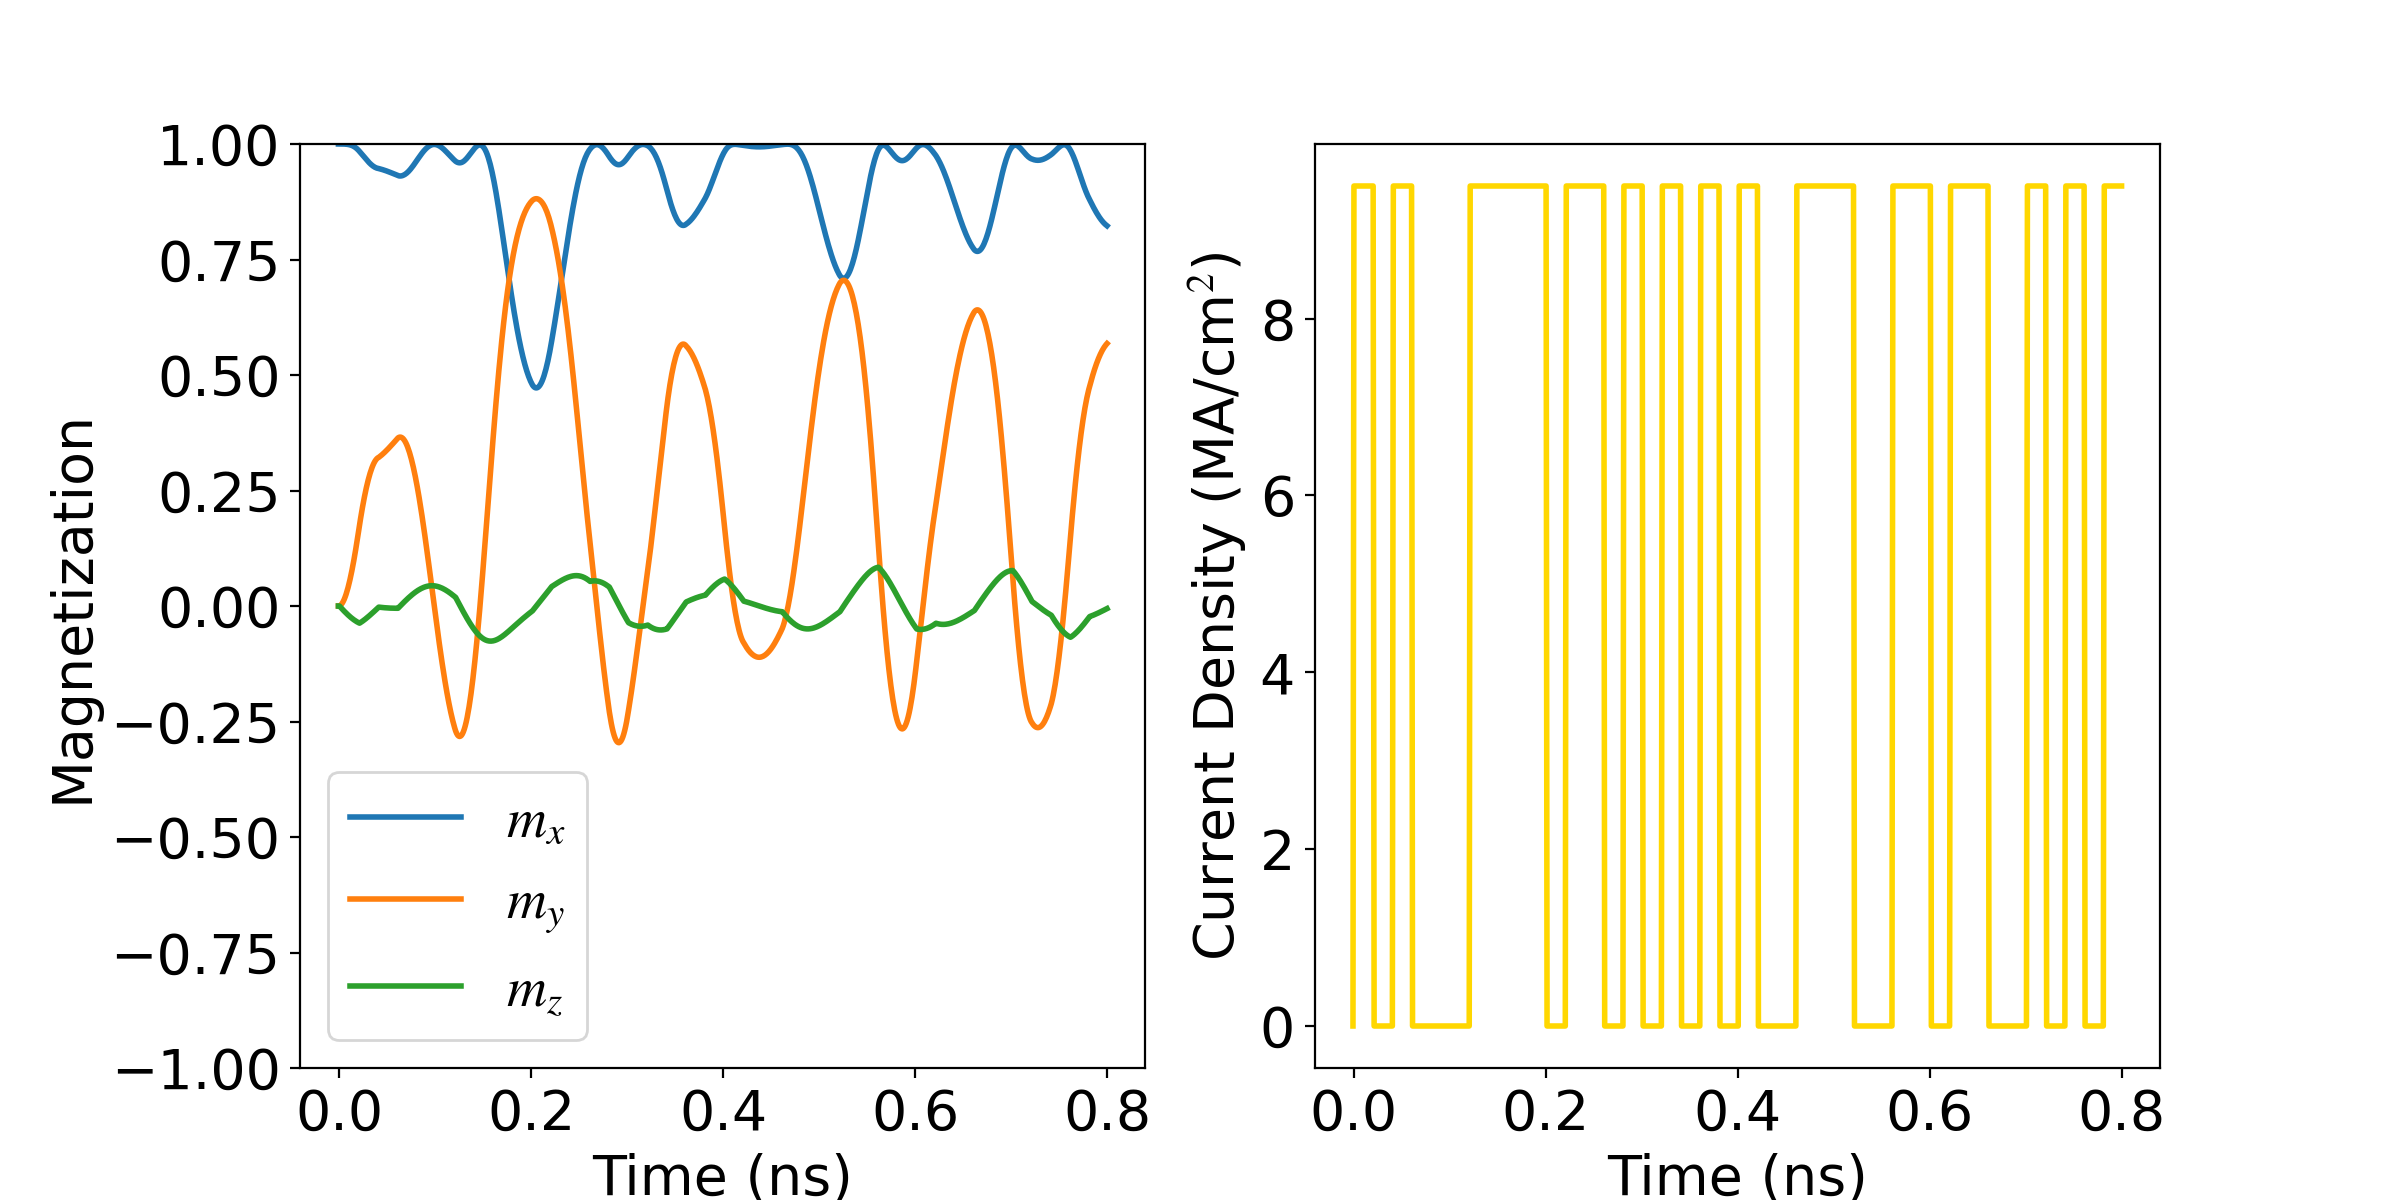 Magnetization
1.00
0.75
0.50
0.25
0.00
−0.25
−0.50
−0.75
−1.00
m_x
m_y
m_z
0.0 0.2 0.4 0.6 0.8
Time (ns)
Current Density (MA/cm²)
8
6
4
2
0
0.0 0.2 0.4 0.6 0.8
Time (ns)